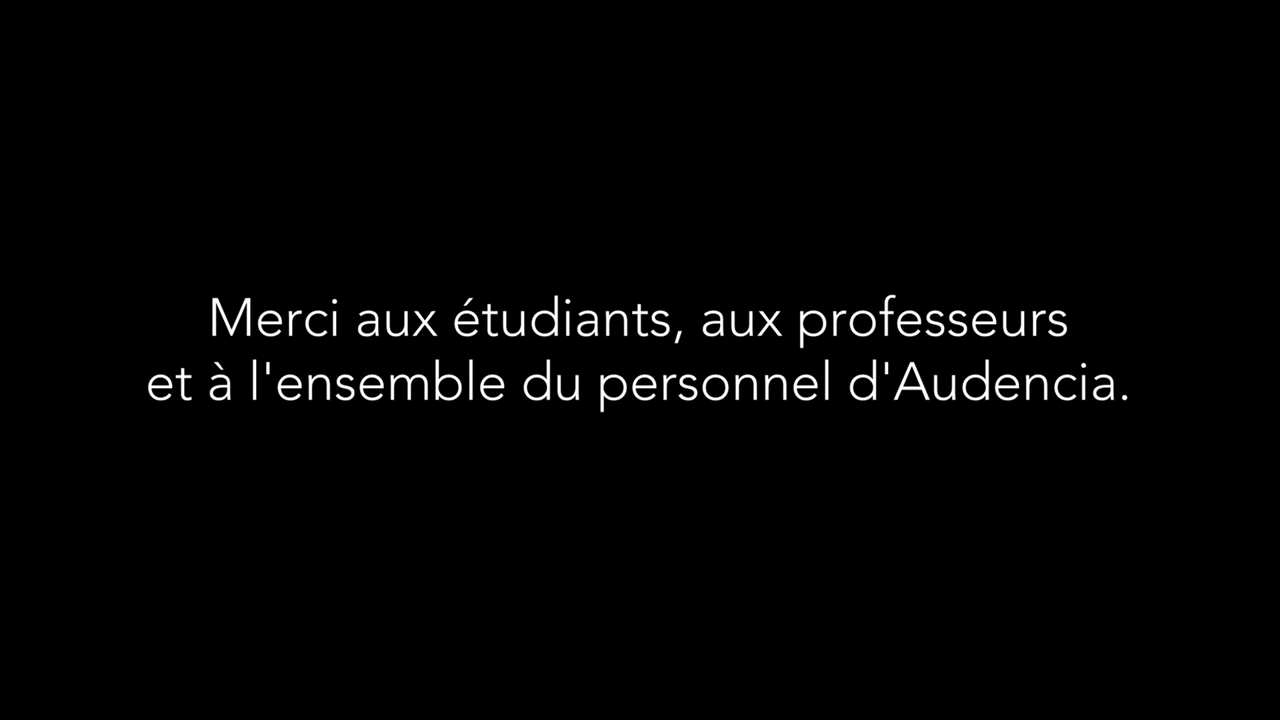 Merci aux étudiants, aux professeurs
et à l'ensemble du personnel d'Audencia.